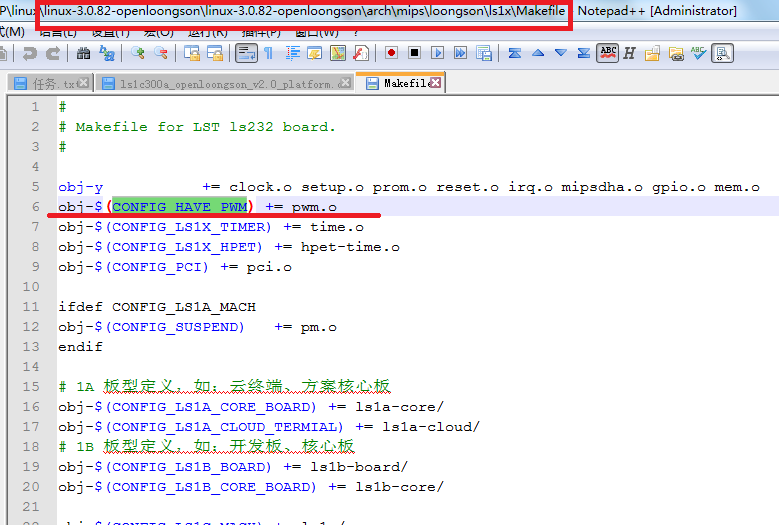 P\linux\linux-3.0.82-openloongson\linux-3.0.82-openloongson\arch\mips\loongson\ls1x\Makefile Notepad++ [Administrator]
式(M) 设置(T) 宏(O) 运行(R) 插件(P) 窗口(W) ?
任务.tx ls1c300a_openloongson_v2.0_platform. Makefile
1 #
2 # Makefile for LST ls232 board.
3 #
4
5 obj-y += clock.o setup.o prom.o reset.o irq.o mipsdha.o gpio.o mem.o
6 obj-$(CONFIG_HAVE_PWM) += pwm.o
7 obj-$(CONFIG_LS1X_TIMER) += time.o
8 obj-$(CONFIG_LS1X_HPET) += hpet-time.o
9 obj-$(CONFIG_PCI) += pci.o
10
11 ifdef CONFIG_LS1A_MACH
12 obj-$(CONFIG_SUSPEND) += pm.o
13 endif
14
15 # 1A 板型定义，如：云终端、方案核心板
16 obj-$(CONFIG_LS1A_CORE_BOARD) += ls1a-core/
17 obj-$(CONFIG_LS1A_CLOUD_TERMIAL) += ls1a-cloud/
18 # 1B 板型定义，如：开发板、核心板
19 obj-$(CONFIG_LS1B_BOARD) += ls1b-board/
20 obj-$(CONFIG_LS1B_CORE_BOARD) += ls1b-core/
21